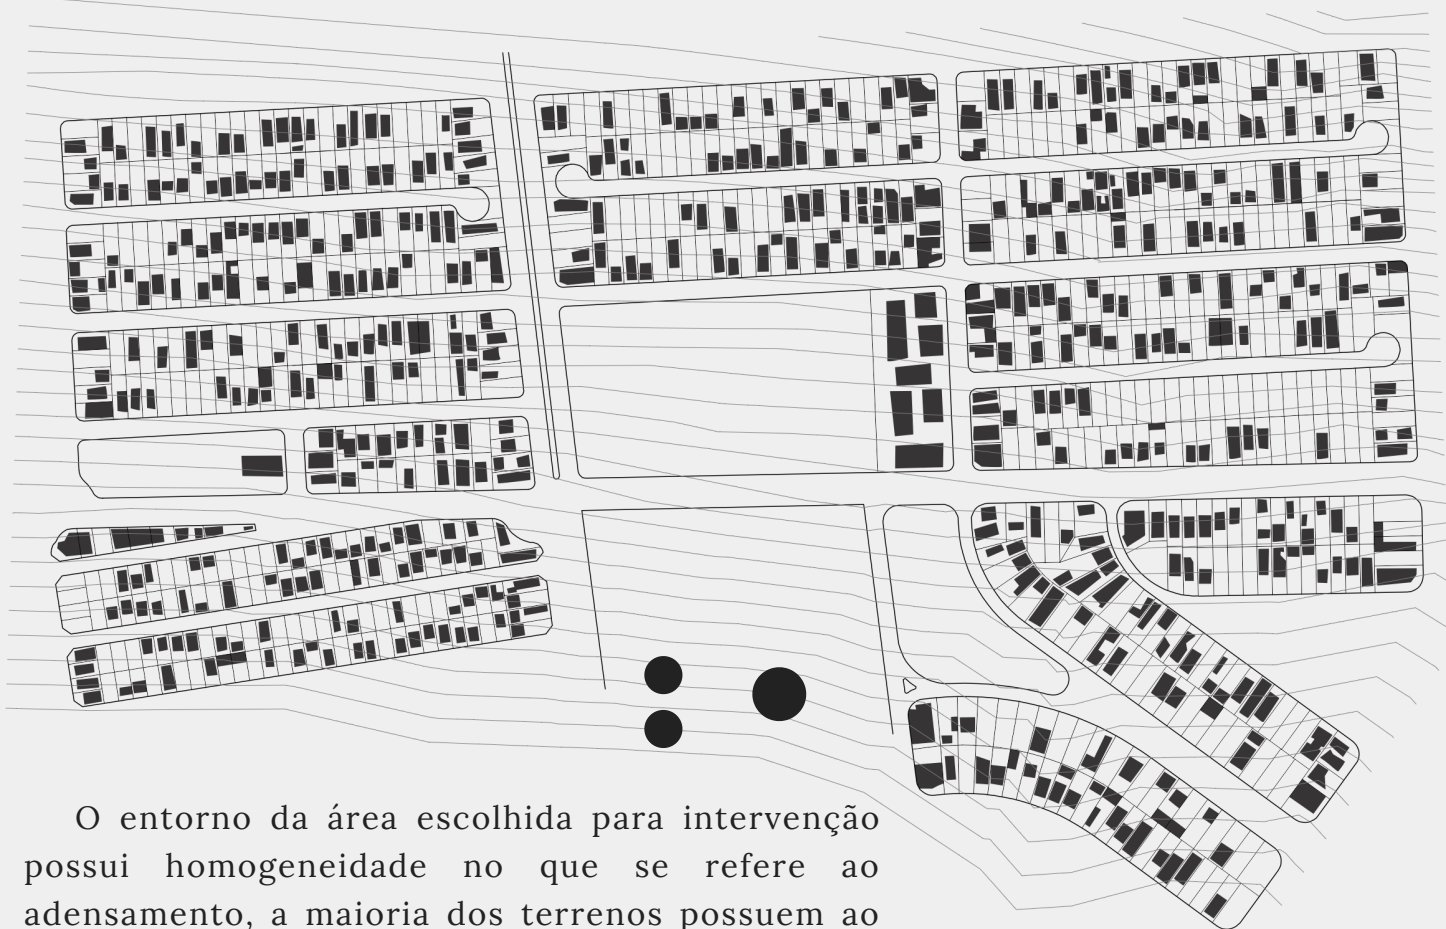 O entorno da área escolhida para intervenção
possui homogeneidade no que se refere ao
adensamento, a maioria dos terrenos possuem ao